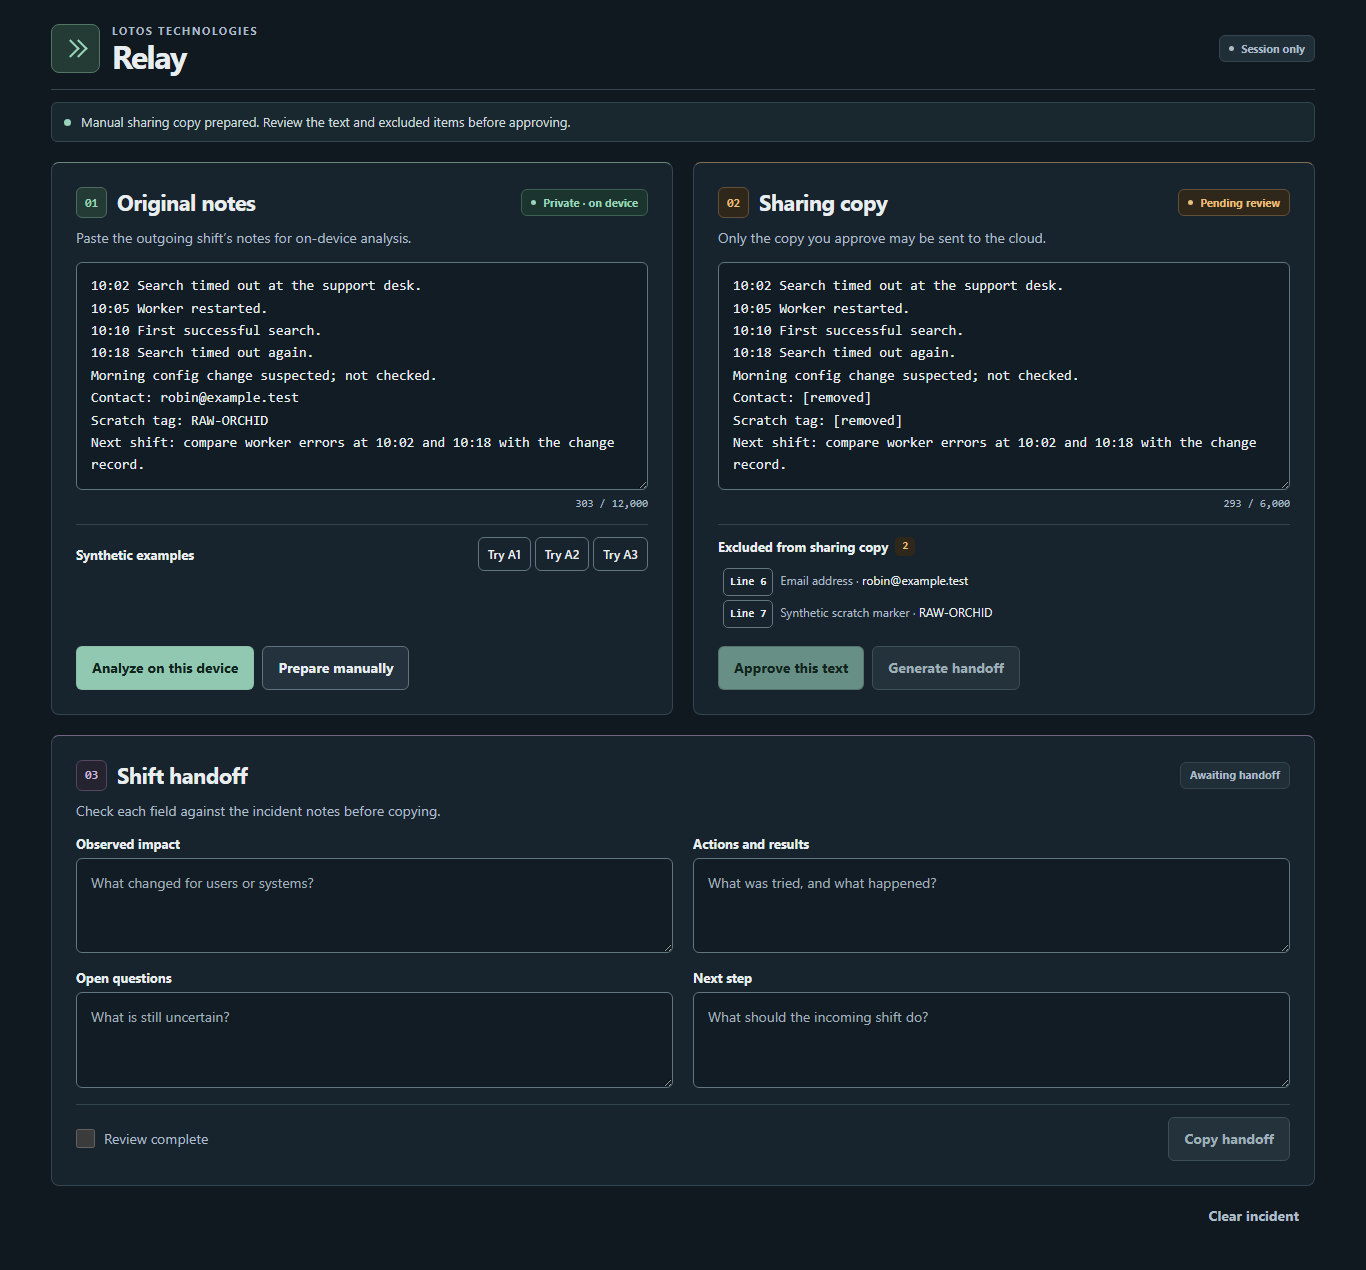 LOTOS TECHNOLOGIES
Relay
Session only
Manual sharing copy prepared. Review the text and excluded items before approving.
01 Original notes
Private · on device
Paste the outgoing shift's notes for on-device analysis.
10:02 Search timed out at the support desk.
10:05 Worker restarted.
10:10 First successful search.
10:18 Search timed out again.
Morning config change suspected; not checked.
Contact: robin@example.test
Scratch tag: RAW-ORCHID
Next shift: compare worker errors at 10:02 and 10:18 with the change
record.
303 / 12,000
Synthetic examples
Try A1
Try A2
Try A3
Analyze on this device
Prepare manually
02 Sharing copy
Pending review
Only the copy you approve may be sent to the cloud.
10:02 Search timed out at the support desk.
10:05 Worker restarted.
10:10 First successful search.
10:18 Search timed out again.
Morning config change suspected; not checked.
Contact: [removed]
Scratch tag: [removed]
Next shift: compare worker errors at 10:02 and 10:18 with the change
record.
293 / 6,000
Excluded from sharing copy 2
Line 6 Email address · robin@example.test
Line 7 Synthetic scratch marker · RAW-ORCHID
Approve this text
Generate handoff
03 Shift handoff
Awaiting handoff
Check each field against the incident notes before copying.
Observed impact
What changed for users or systems?
Actions and results
What was tried, and what happened?
Open questions
What is still uncertain?
Next step
What should the incoming shift do?
Review complete
Copy handoff
Clear incident